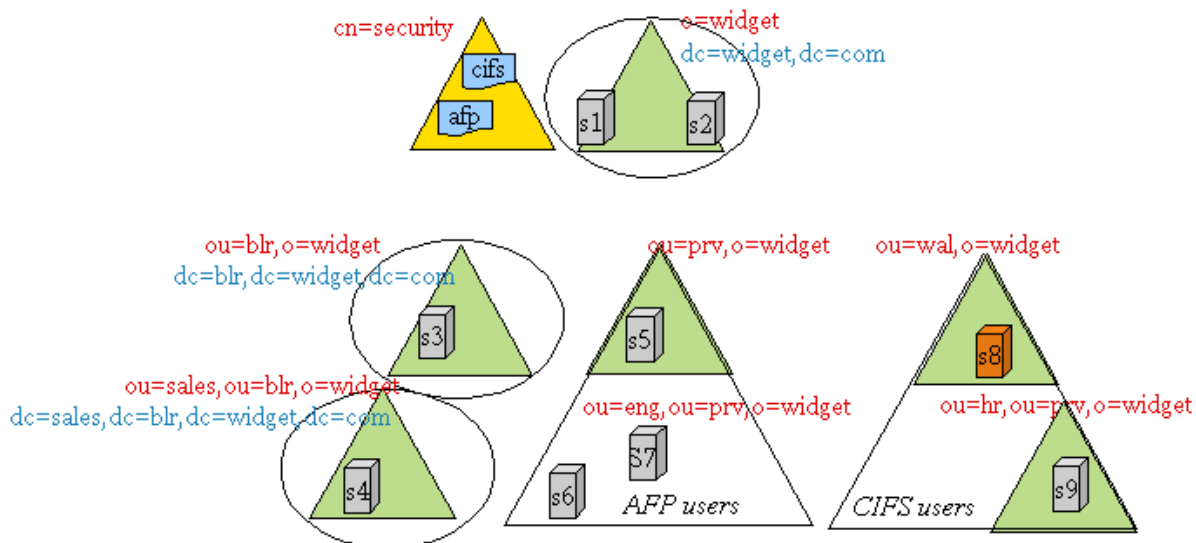 cn=security
cifs
afp
o=widget
dc=widget,dc=com
s1
s2
ou=blr,o=widget
dc=blr,dc=widget,dc=com
s3
ou=prv,o=widget
s5
ou=wal,o=widget
s8
ou=sales,ou=blr,o=widget
dc=sales,dc=blr,dc=widget,dc=com
s4
ou=eng,ou=prv,o=widget
S7
s6
AFP users
ou=hr,ou=prv,o=widget
s9
CIFS users